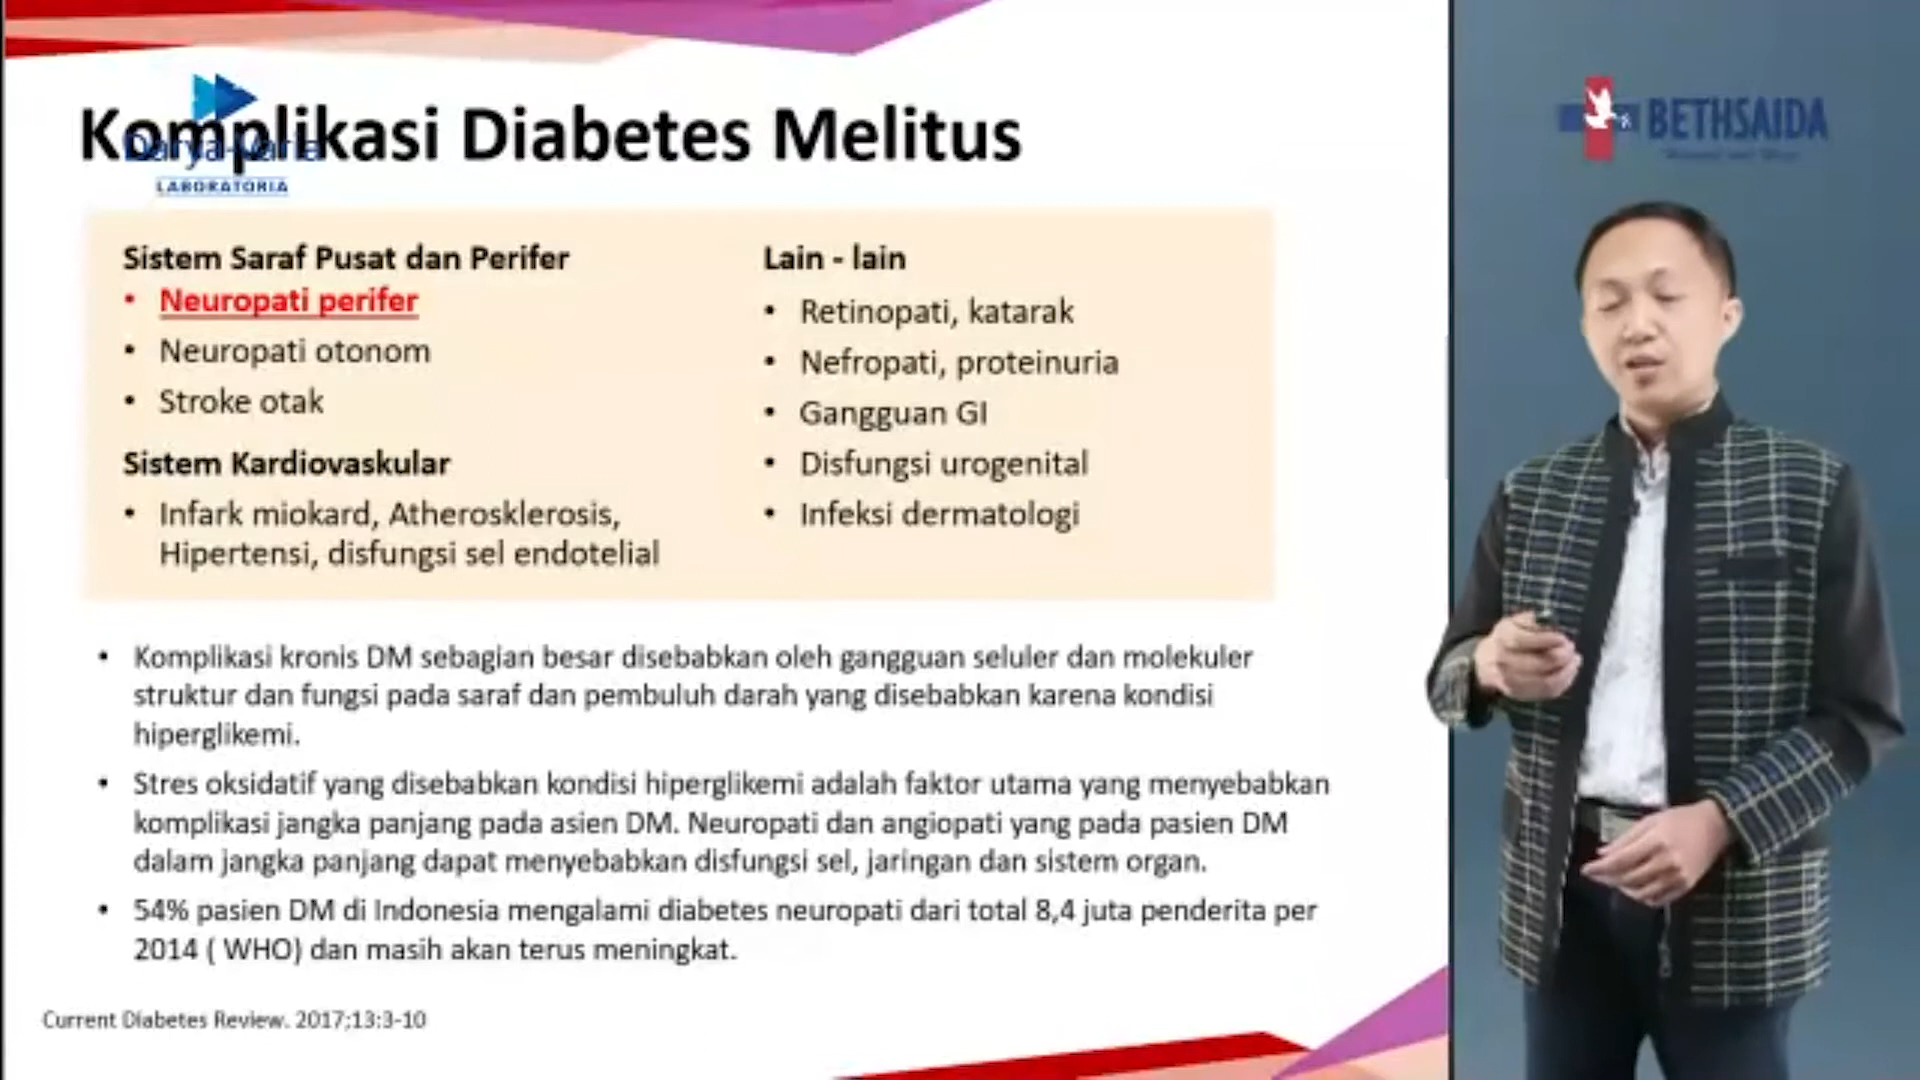 Komplikasi Diabetes Melitus
Darya-Varia
LABORATORIA
BETHSAIDA
Sistem Saraf Pusat dan Perifer
• Neuropati perifer
• Neuropati otonom
• Stroke otak
Sistem Kardiovaskular
• Infark miokard, Atherosklerosis,
Hipertensi, disfungsi sel endotelial
Lain - lain
• Retinopati, katarak
• Nefropati, proteinuria
• Gangguan GI
• Disfungsi urogenital
• Infeksi dermatologi
• Komplikasi kronis DM sebagian besar disebabkan oleh gangguan seluler dan molekuler
struktur dan fungsi pada saraf dan pembuluh darah yang disebabkan karena kondisi
hiperglikemi.
• Stres oksidatif yang disebabkan kondisi hiperglikemi adalah faktor utama yang menyebabkan
komplikasi jangka panjang pada asien DM. Neuropati dan angiopati yang pada pasien DM
dalam jangka panjang dapat menyebabkan disfungsi sel, jaringan dan sistem organ.
• 54% pasien DM di Indonesia mengalami diabetes neuropati dari total 8,4 juta penderita per
2014 ( WHO) dan masih akan terus meningkat.
Current Diabetes Review. 2017;13:3-10